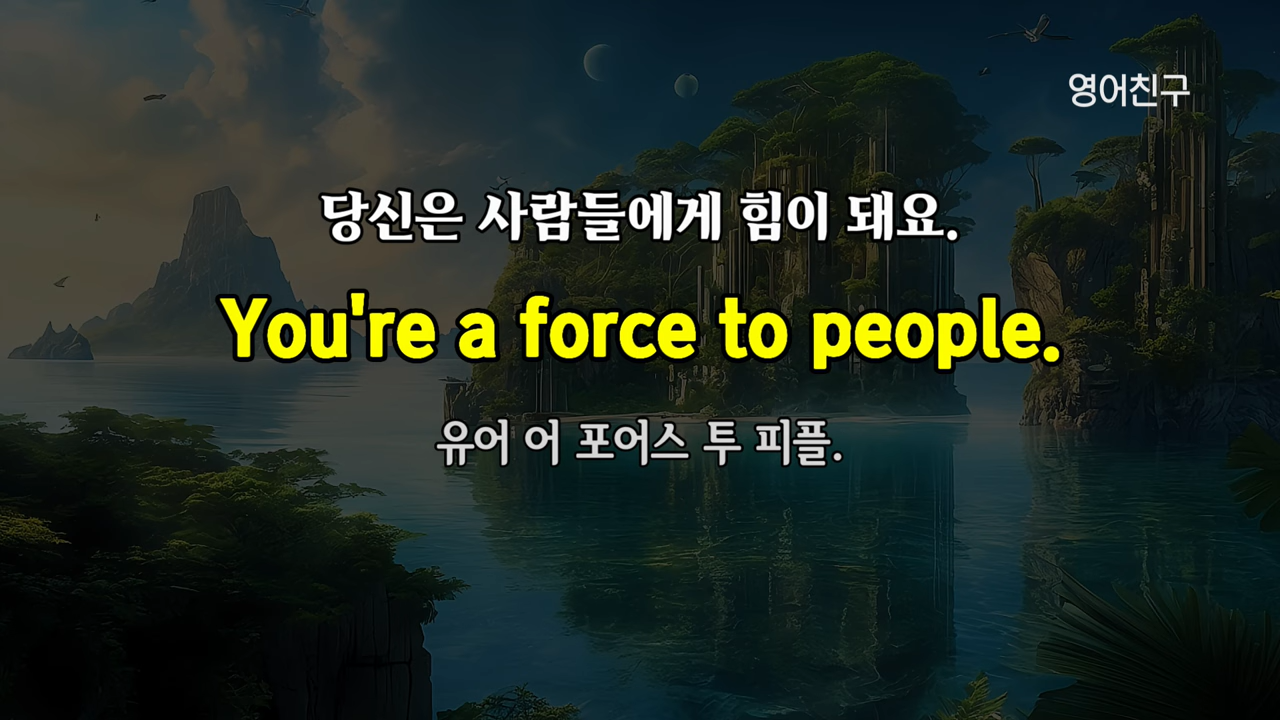 영어친구
당신은 사람들에게 힘이 돼요.
You're a force to people.
유어 어 포어스 투 피플.